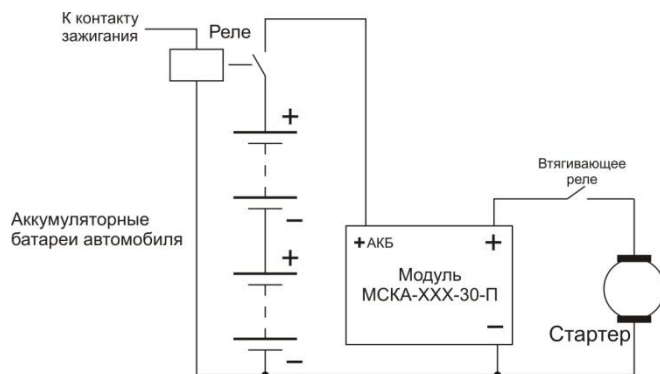 К контакту
зажигания
Реле
+
Втягивающее
реле
−
Аккумуляторные
батареи автомобиля
+
+ АКБ
+
Модуль
МСКА-ХХХ-30-П
−
Стартер
−